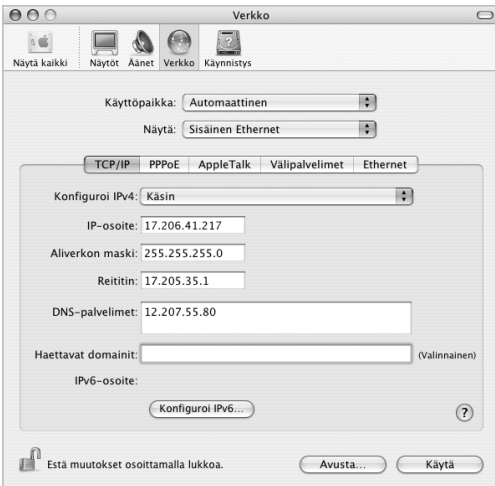 Verkko
Näytä kaikki Näytöt Äänet Verkko Käynnistys
Käyttöpaikka: Automaattinen
Näytä: Sisäinen Ethernet
TCP/IP PPPoE AppleTalk Välipalvelimet Ethernet
Konfiguroi IPv4: Käsin
IP-osoite: 17.206.41.217
Aliverkon maski: 255.255.255.0
Reititin: 17.205.35.1
DNS-palvelimet: 12.207.55.80
Haettavat domainit: (Valinnainen)
IPv6-osoite:
Konfiguroi IPv6...
?
Estä muutokset osoittamalla lukkoa. Avusta... Käytä